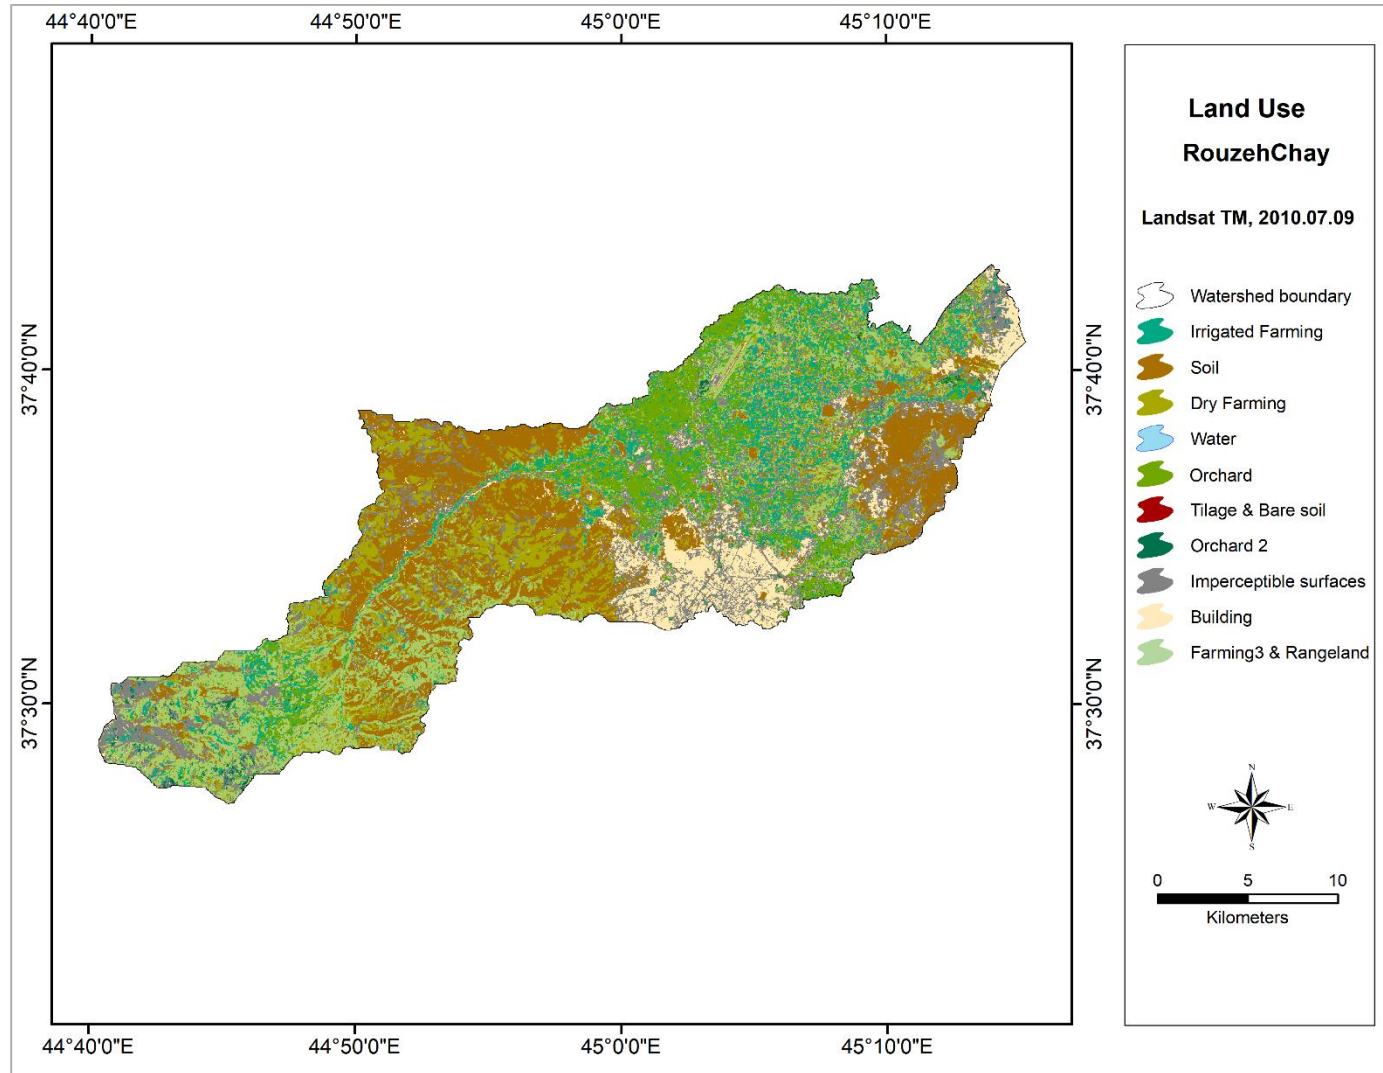 44°40'0"E
44°50'0"E
45°0'0"E
45°10'0"E
37°40'0"N
37°40'0"N
37°30'0"N
37°30'0"N
44°40'0"E
44°50'0"E
45°0'0"E
45°10'0"E
Land Use
RouzehChay
Landsat TM, 2010.07.09
Watershed boundary
Irrigated Farming
Soil
Dry Farming
Water
Orchard
Tilage & Bare soil
Orchard 2
Imperceptible surfaces
Building
Farming3 & Rangeland
N
W
E
S
0 5 10
Kilometers